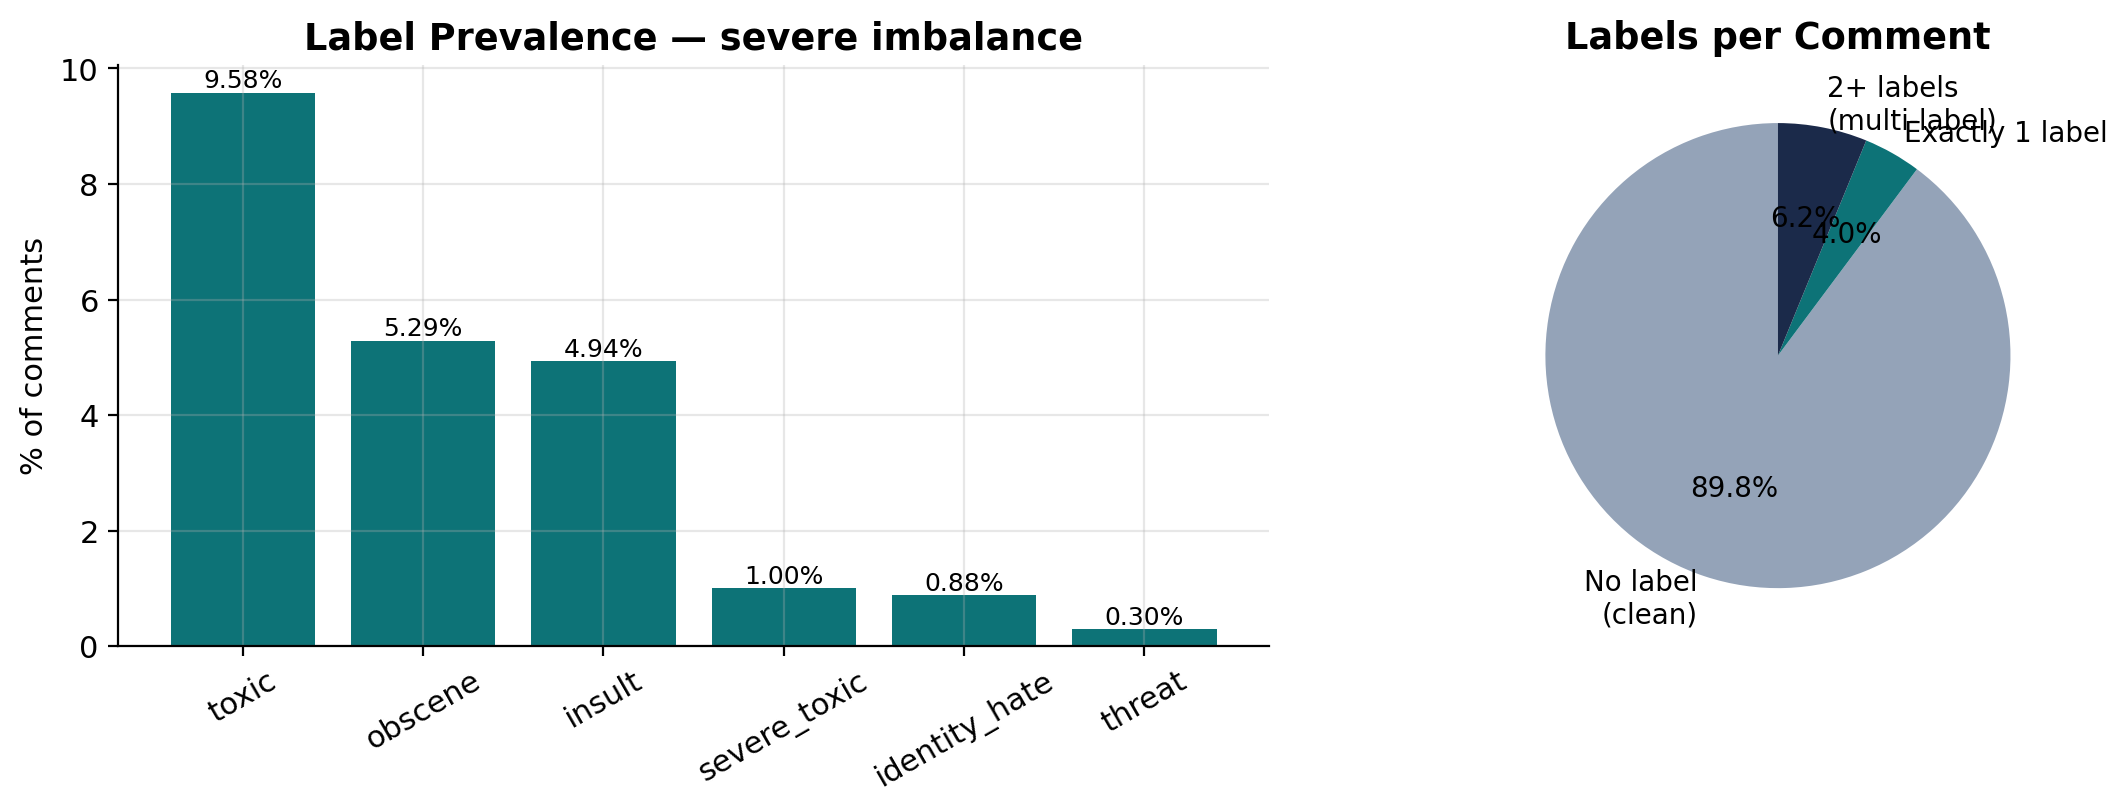 Label Prevalence — severe imbalance
% of comments
10
8
6
4
2
0
9.58%
5.29%
4.94%
1.00%
0.88%
0.30%
toxic
obscene
insult
severe_toxic
identity_hate
threat
Labels per Comment
2+ labels
(multi-label)
Exactly 1 label
6.2%
4.0%
89.8%
No label
(clean)